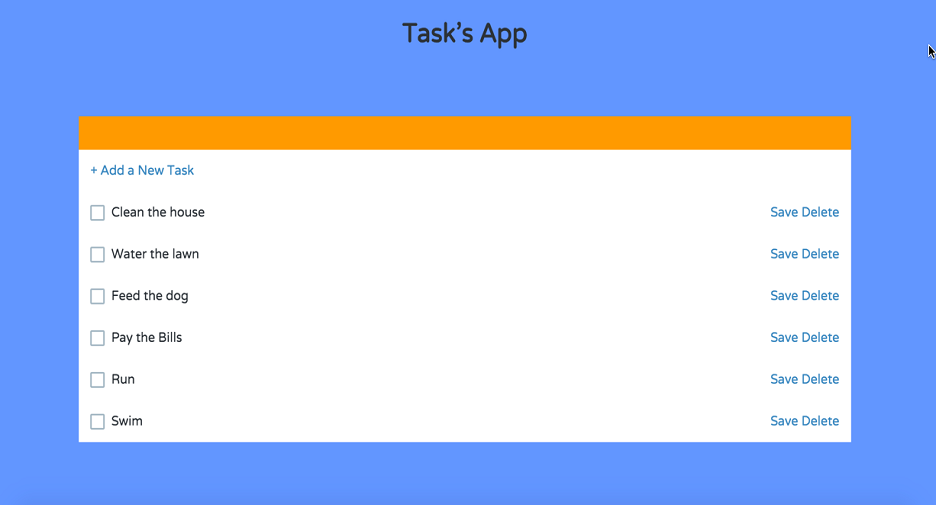 Task's App
+ Add a New Task
Clean the house Save Delete
Water the lawn Save Delete
Feed the dog Save Delete
Pay the Bills Save Delete
Run Save Delete
Swim Save Delete